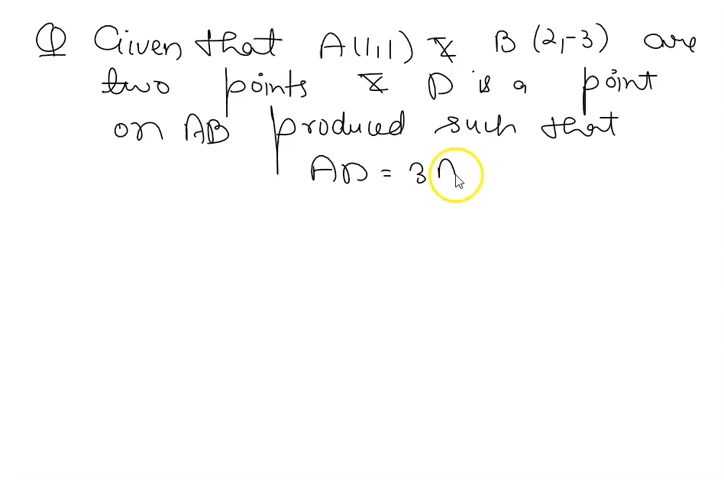 Q Given that A(1,1) & B (2,-3) are
two points & D is a point
on AB produced such that
AD = 3